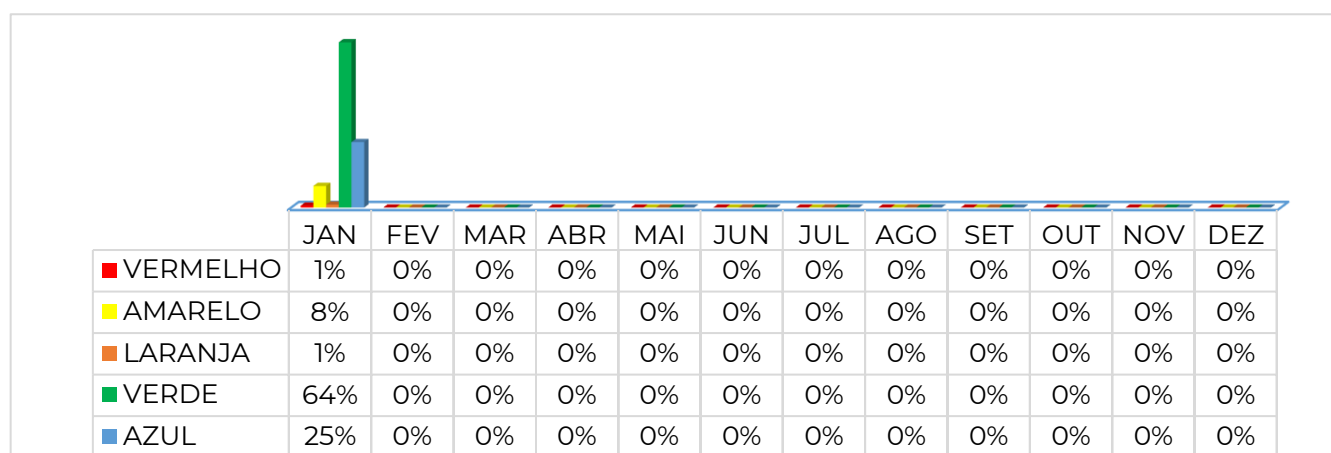 JAN FEV MAR ABR MAI JUN JUL AGO SET OUT NOV DEZ
VERMELHO 1% 0% 0% 0% 0% 0% 0% 0% 0% 0% 0% 0%
AMARELO 8% 0% 0% 0% 0% 0% 0% 0% 0% 0% 0% 0%
LARANJA 1% 0% 0% 0% 0% 0% 0% 0% 0% 0% 0% 0%
VERDE 64% 0% 0% 0% 0% 0% 0% 0% 0% 0% 0% 0%
AZUL 25% 0% 0% 0% 0% 0% 0% 0% 0% 0% 0% 0%